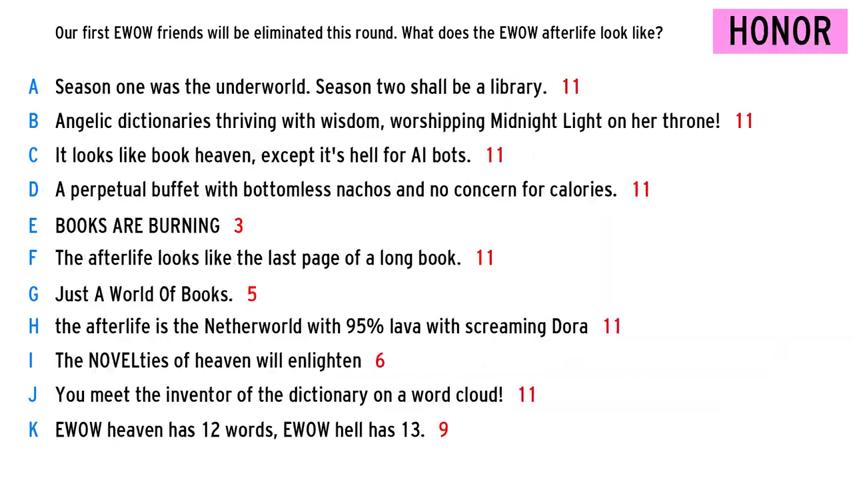 Our first EWOW friends will be eliminated this round. What does the EWOW afterlife look like?
HONOR
A Season one was the underworld. Season two shall be a library. 11
B Angelic dictionaries thriving with wisdom, worshipping Midnight Light on her throne! 11
C It looks like book heaven, except it's hell for AI bots. 11
D A perpetual buffet with bottomless nachos and no concern for calories. 11
E BOOKS ARE BURNING 3
F The afterlife looks like the last page of a long book. 11
G Just A World Of Books. 5
H the afterlife is the Netherworld with 95% lava with screaming Dora 11
I The NOVELties of heaven will enlighten 6
J You meet the inventor of the dictionary on a word cloud! 11
K EWOW heaven has 12 words, EWOW hell has 13. 9